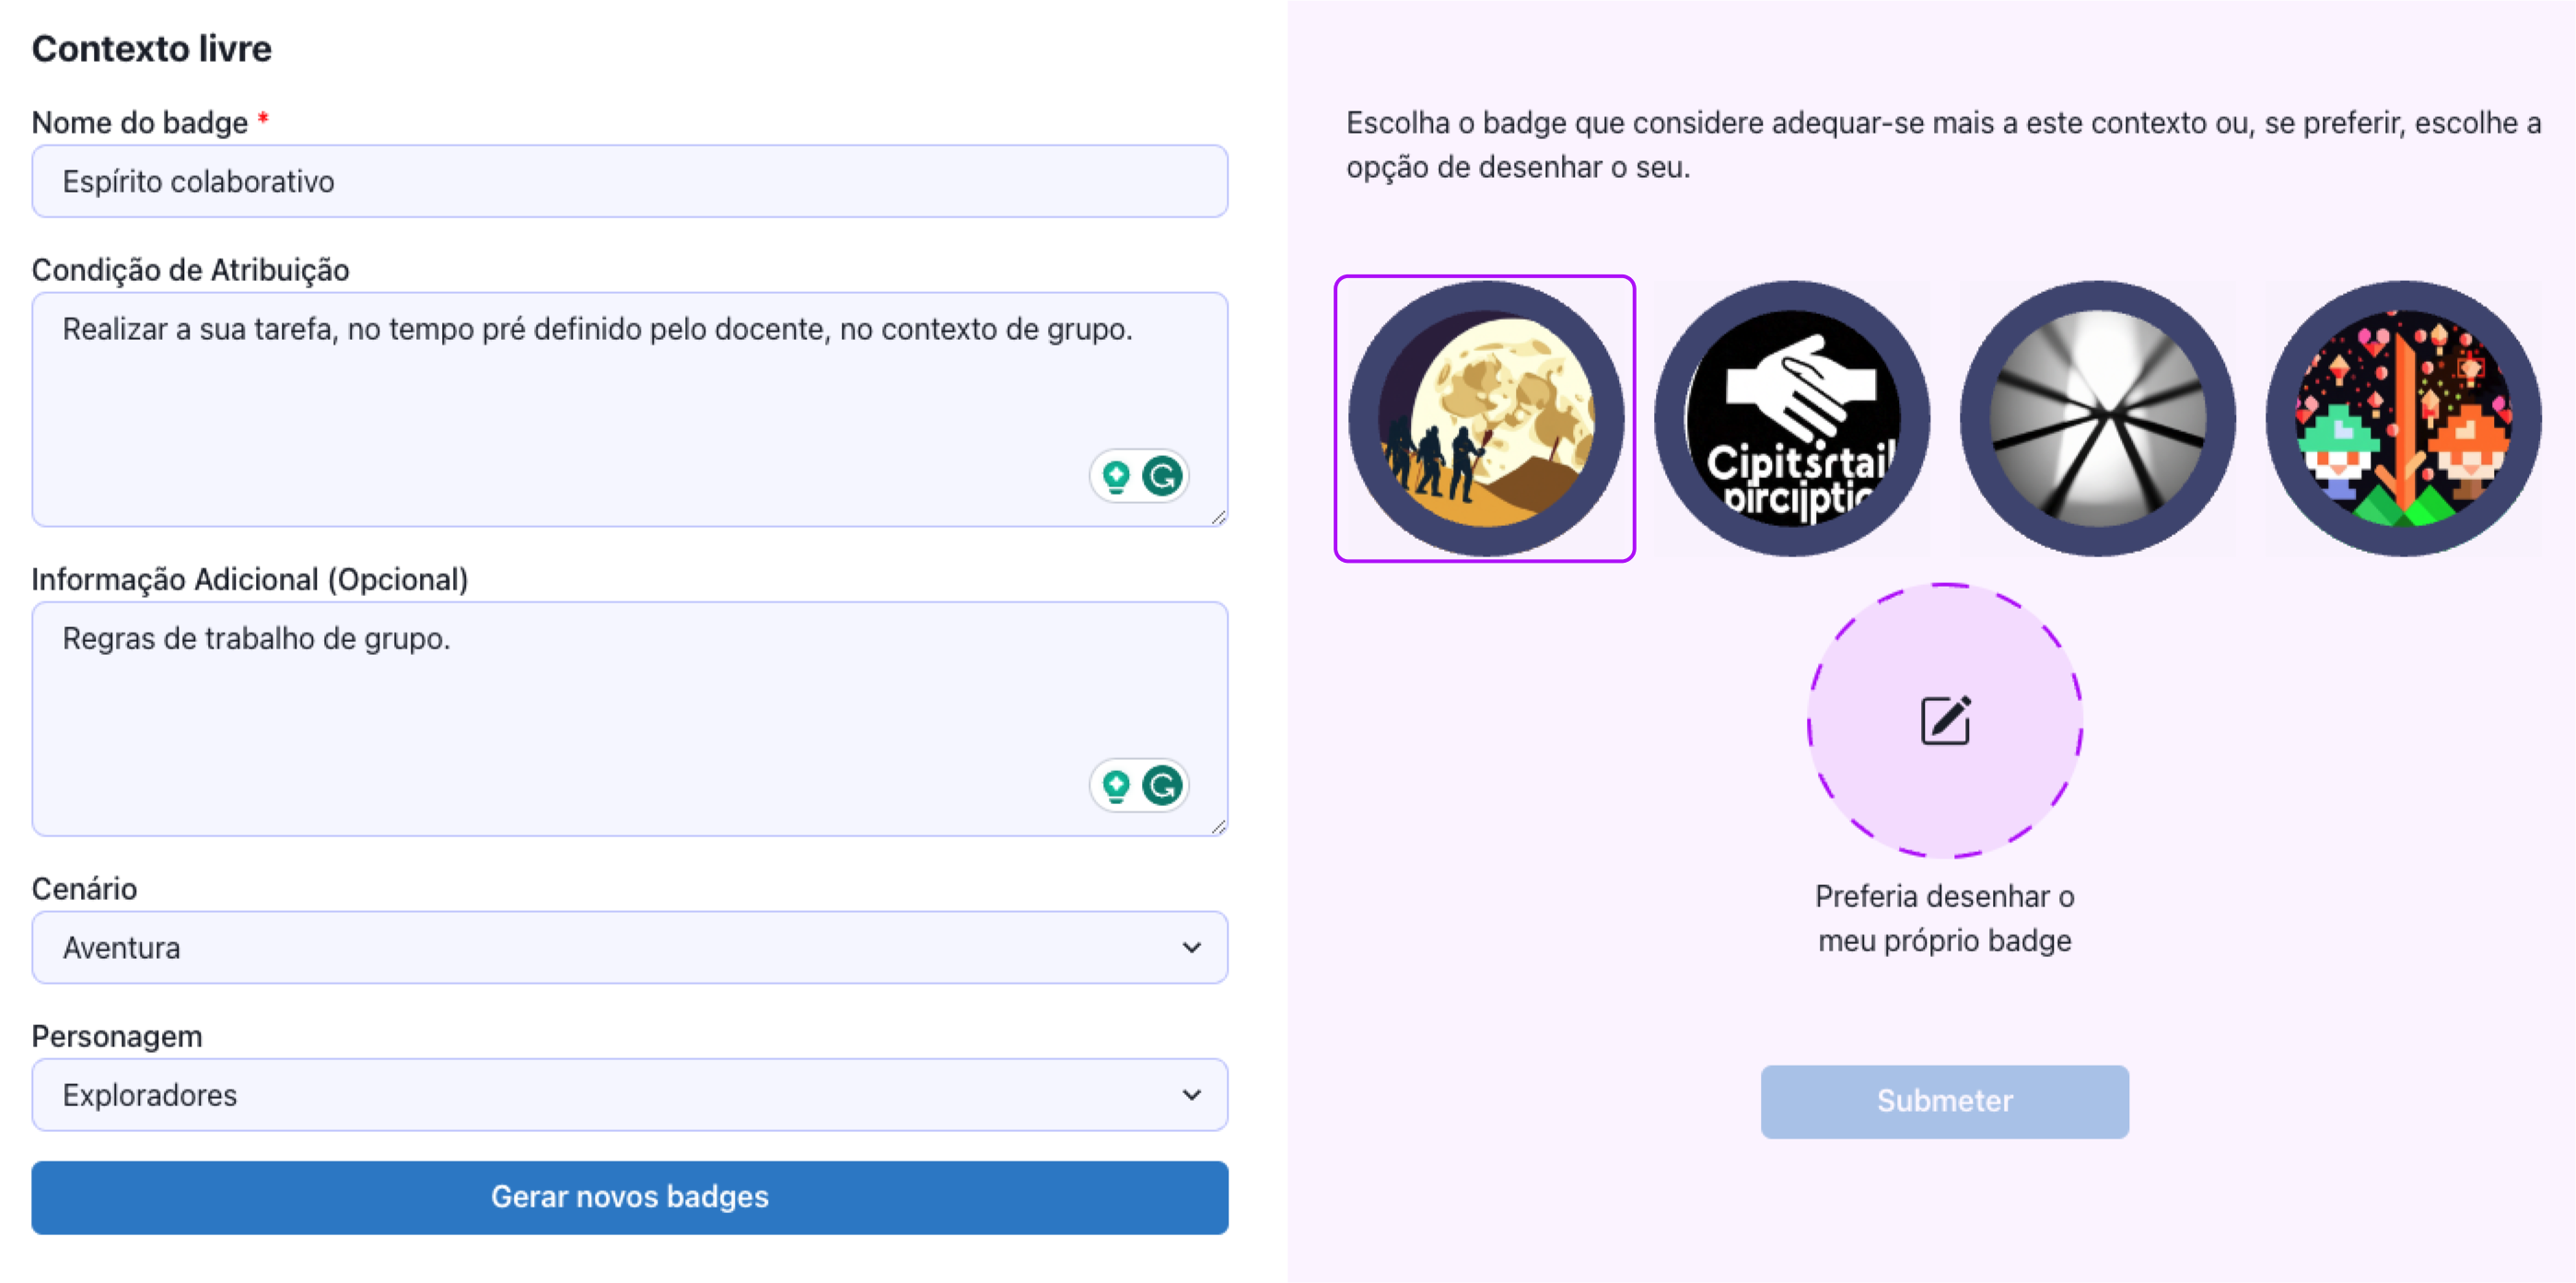 Contexto livre
Nome do badge *
Espírito colaborativo
Condição de Atribuição
Realizar a sua tarefa, no tempo pré definido pelo docente, no contexto de grupo.
Informação Adicional (Opcional)
Regras de trabalho de grupo.
Cenário
Aventura
Personagem
Exploradores
Gerar novos badges
Escolha o badge que considere adequar-se mais a este contexto ou, se preferir, escolhe a
opção de desenhar o seu.
Cipitsrtail
pircijptic
Preferia desenhar o
meu próprio badge
Submeter